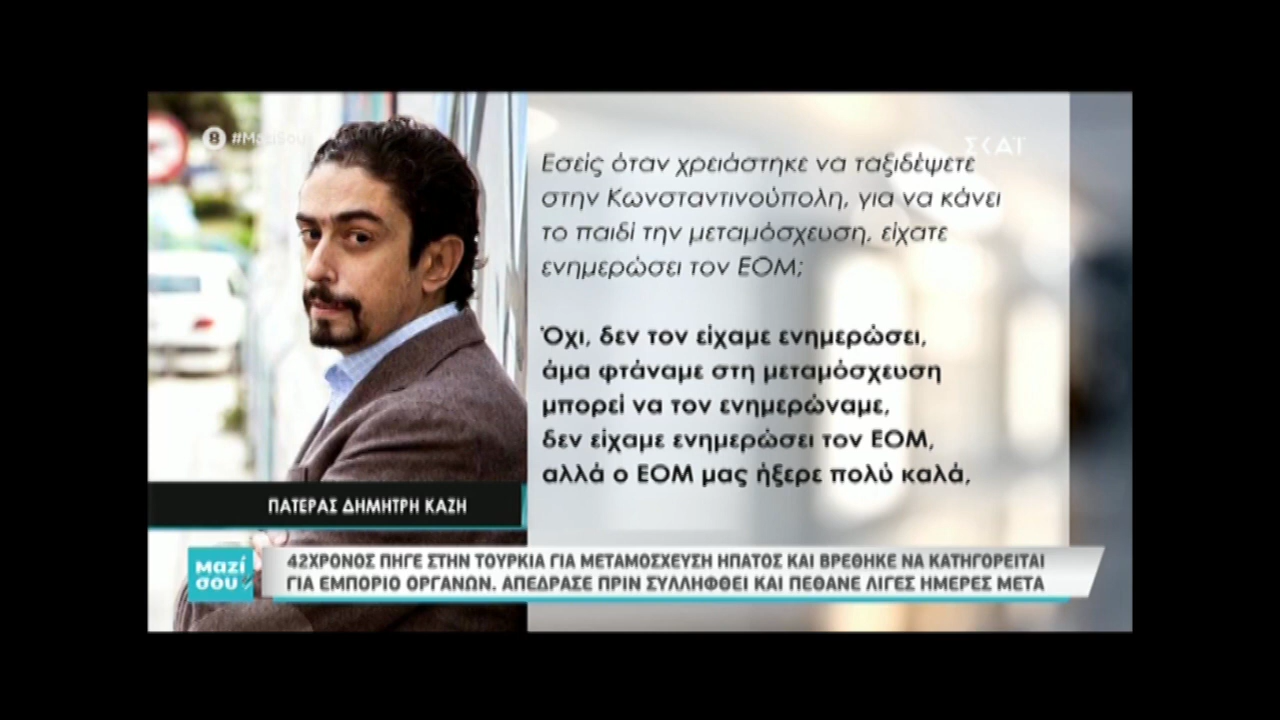 8 #Μαζί Σου
ΣΚΑΪ
Εσείς όταν χρειάστηκε να ταξιδέψετε
στην Κωνσταντινούπολη, για να κάνει
το παιδί την μεταμόσχευση, είχατε
ενημερώσει τον ΕΟΜ;
Όχι, δεν τον είχαμε ενημερώσει,
άμα φτάναμε στη μεταμόσχευση
μπορεί να τον ενημερώναμε,
δεν είχαμε ενημερώσει τον ΕΟΜ,
αλλά ο ΕΟΜ μας ήξερε πολύ καλά,
ΠΑΤΕΡΑΣ ΔΗΜΗΤΡΗ ΚΑΖΗ
μαζί
σου
42ΧΡΟΝΟΣ ΠΗΓΕ ΣΤΗΝ ΤΟΥΡΚΙΑ ΓΙΑ ΜΕΤΑΜΟΣΧΕΥΣΗ ΗΠΑΤΟΣ ΚΑΙ ΒΡΕΘΗΚΕ ΝΑ ΚΑΤΗΓΟΡΕΙΤΑΙ
ΓΙΑ ΕΜΠΟΡΙΟ ΟΡΓΑΝΩΝ. ΑΠΕΔΡΑΣΕ ΠΡΙΝ ΣΥΛΛΗΦΘΕΙ ΚΑΙ ΠΕΘΑΝΕ ΛΙΓΕΣ ΗΜΕΡΕΣ ΜΕΤΑ